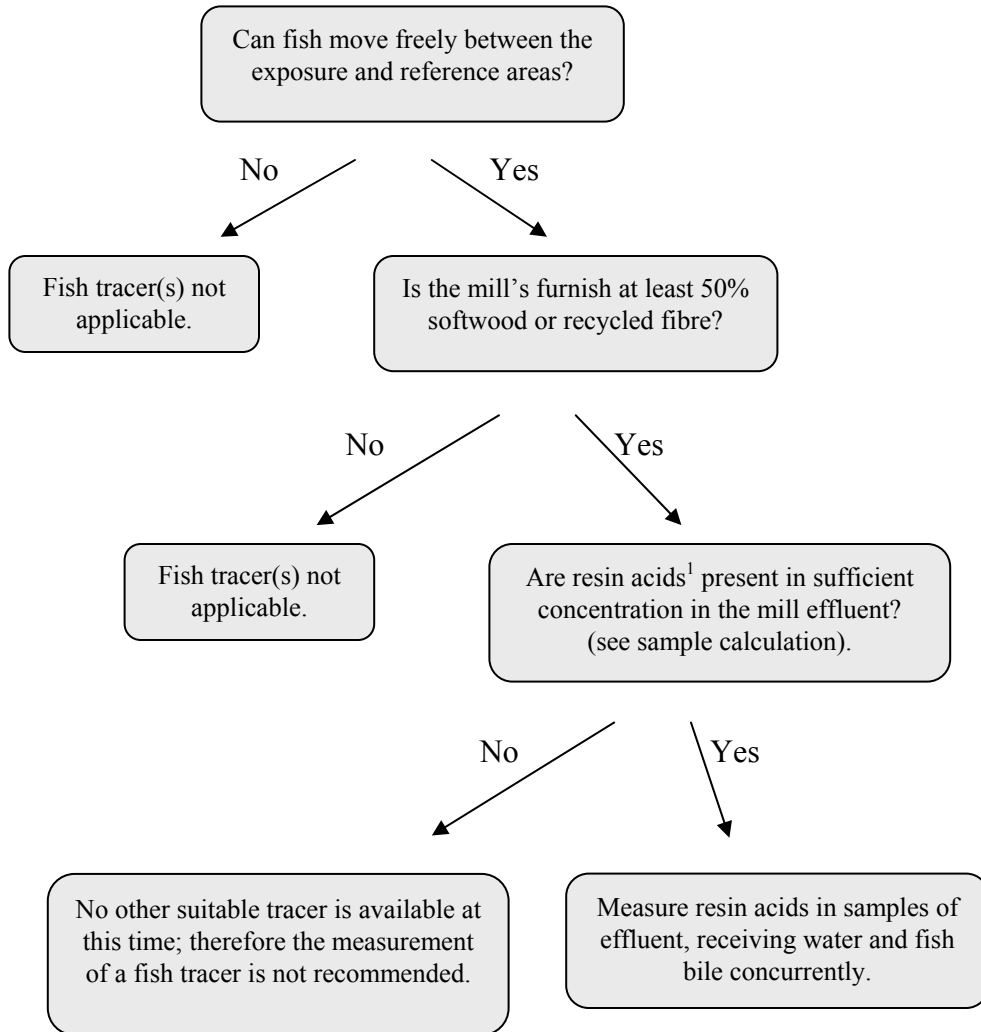 Can fish move freely between the
exposure and reference areas?
No
Yes
Fish tracer(s) not
applicable.
Is the mill’s furnish at least 50%
softwood or recycled fibre?
No
Yes
Fish tracer(s) not
applicable.
Are resin acids¹ present in sufficient
concentration in the mill effluent?
(see sample calculation).
No
Yes
No other suitable tracer is available at
this time; therefore the measurement
of a fish tracer is not recommended.
Measure resin acids in samples of
effluent, receiving water and fish
bile concurrently.